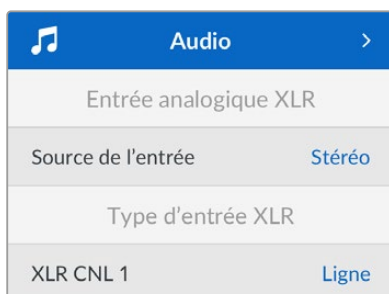 Audio
Entrée analogique XLR
Source de l'entrée Stéréo
Type d'entrée XLR
XLR CNL 1 Ligne